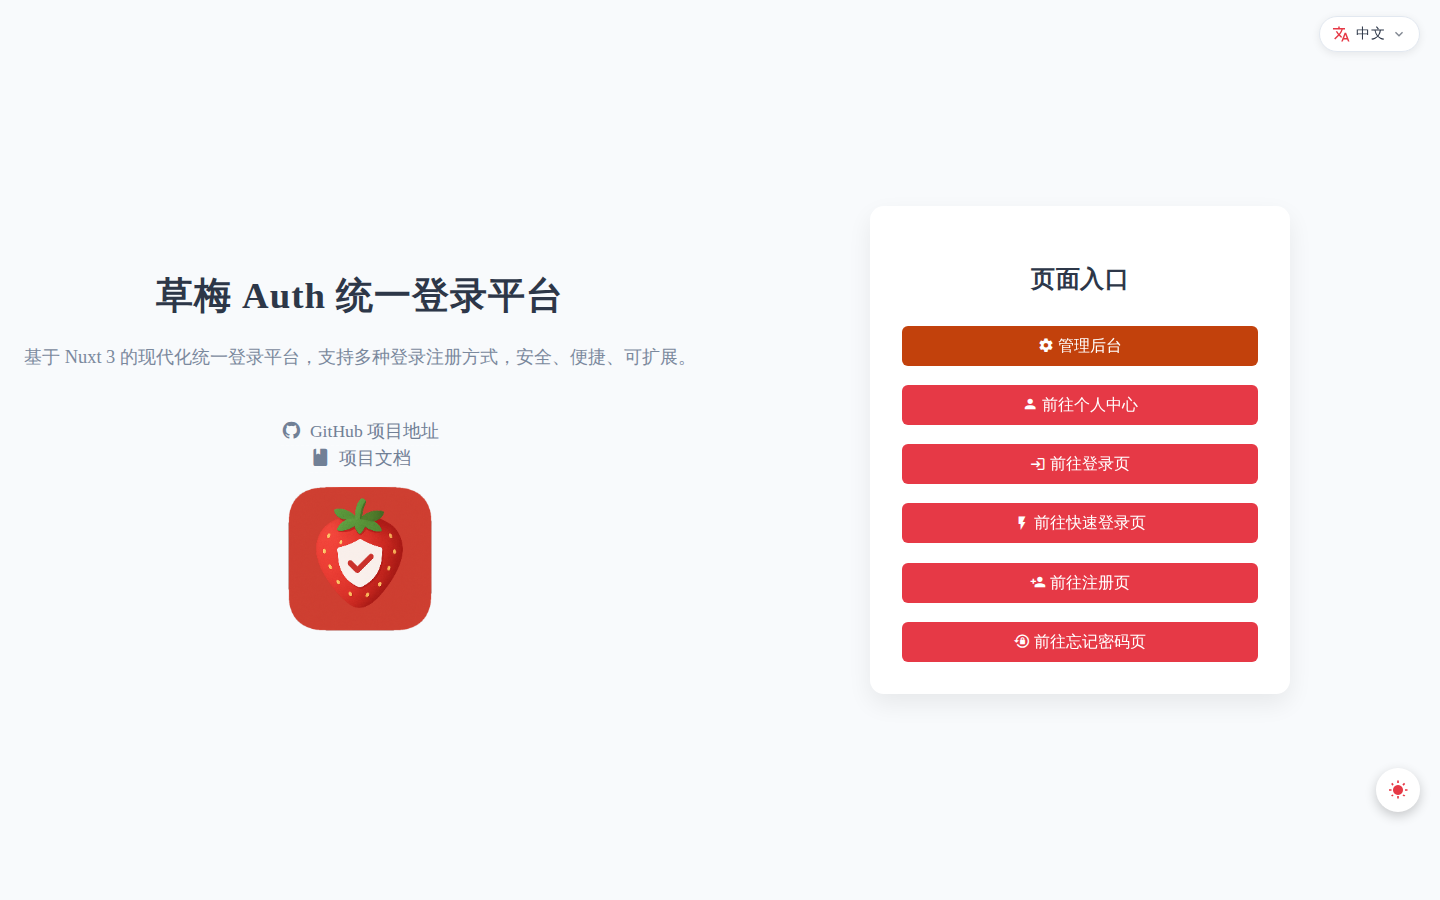 中文
草梅 Auth 统一登录平台
基于 Nuxt 3 的现代化统一登录平台，支持多种登录注册方式，安全、便捷、可扩展。
GitHub 项目地址
项目文档
页面入口
管理后台
前往个人中心
前往登录页
前往快速登录页
前往注册页
前往忘记密码页